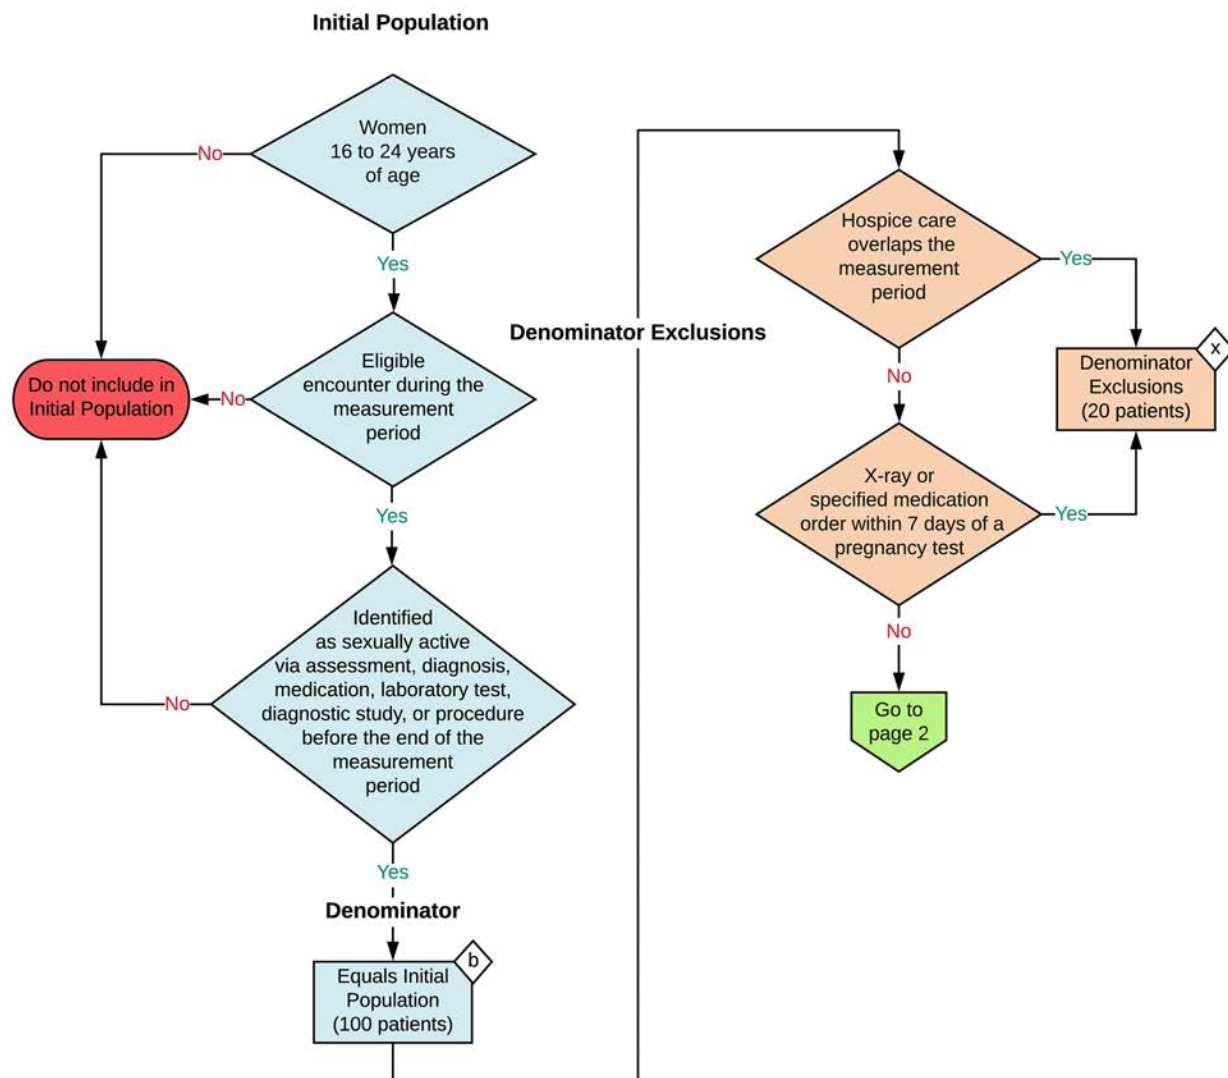 Initial Population
Women
16 to 24 years
of age
No
Yes
Eligible
encounter during the
measurement
period
Do not include in
Initial Population
No
Yes
Identified
as sexually active
via assessment, diagnosis,
medication, laboratory test,
diagnostic study, or procedure
before the end of the
measurement
period
No
Yes
Denominator
b
Equals Initial
Population
(100 patients)
Denominator Exclusions
Hospice care
overlaps the
measurement
period
Yes
No
x
Denominator
Exclusions
(20 patients)
X-ray or
specified medication
order within 7 days of a
pregnancy test
Yes
No
Go to
page 2